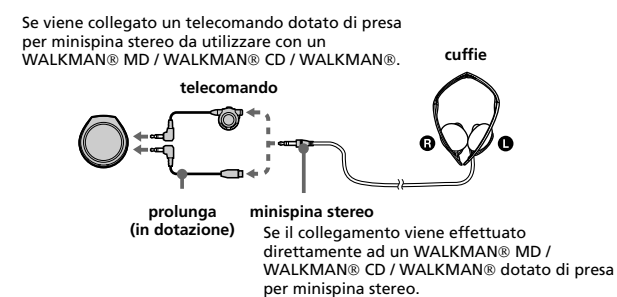 Se viene collegato un telecomando dotato di presa
per minispina stereo da utilizzare con un
WALKMAN® MD / WALKMAN® CD / WALKMAN®.
cuffie
telecomando
R
L
prolunga
(in dotazione)
minispina stereo
Se il collegamento viene effettuato
direttamente ad un WALKMAN® MD /
WALKMAN® CD / WALKMAN® dotato di presa
per minispina stereo.